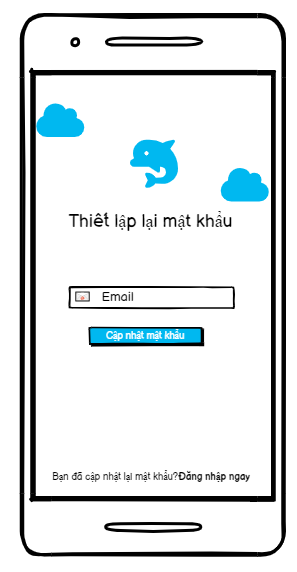 Thiết lập lại mật khẩu
Email
Cập nhật mật khẩu
Bạn đã cập nhật lại mật khẩu?Đăng nhập ngay